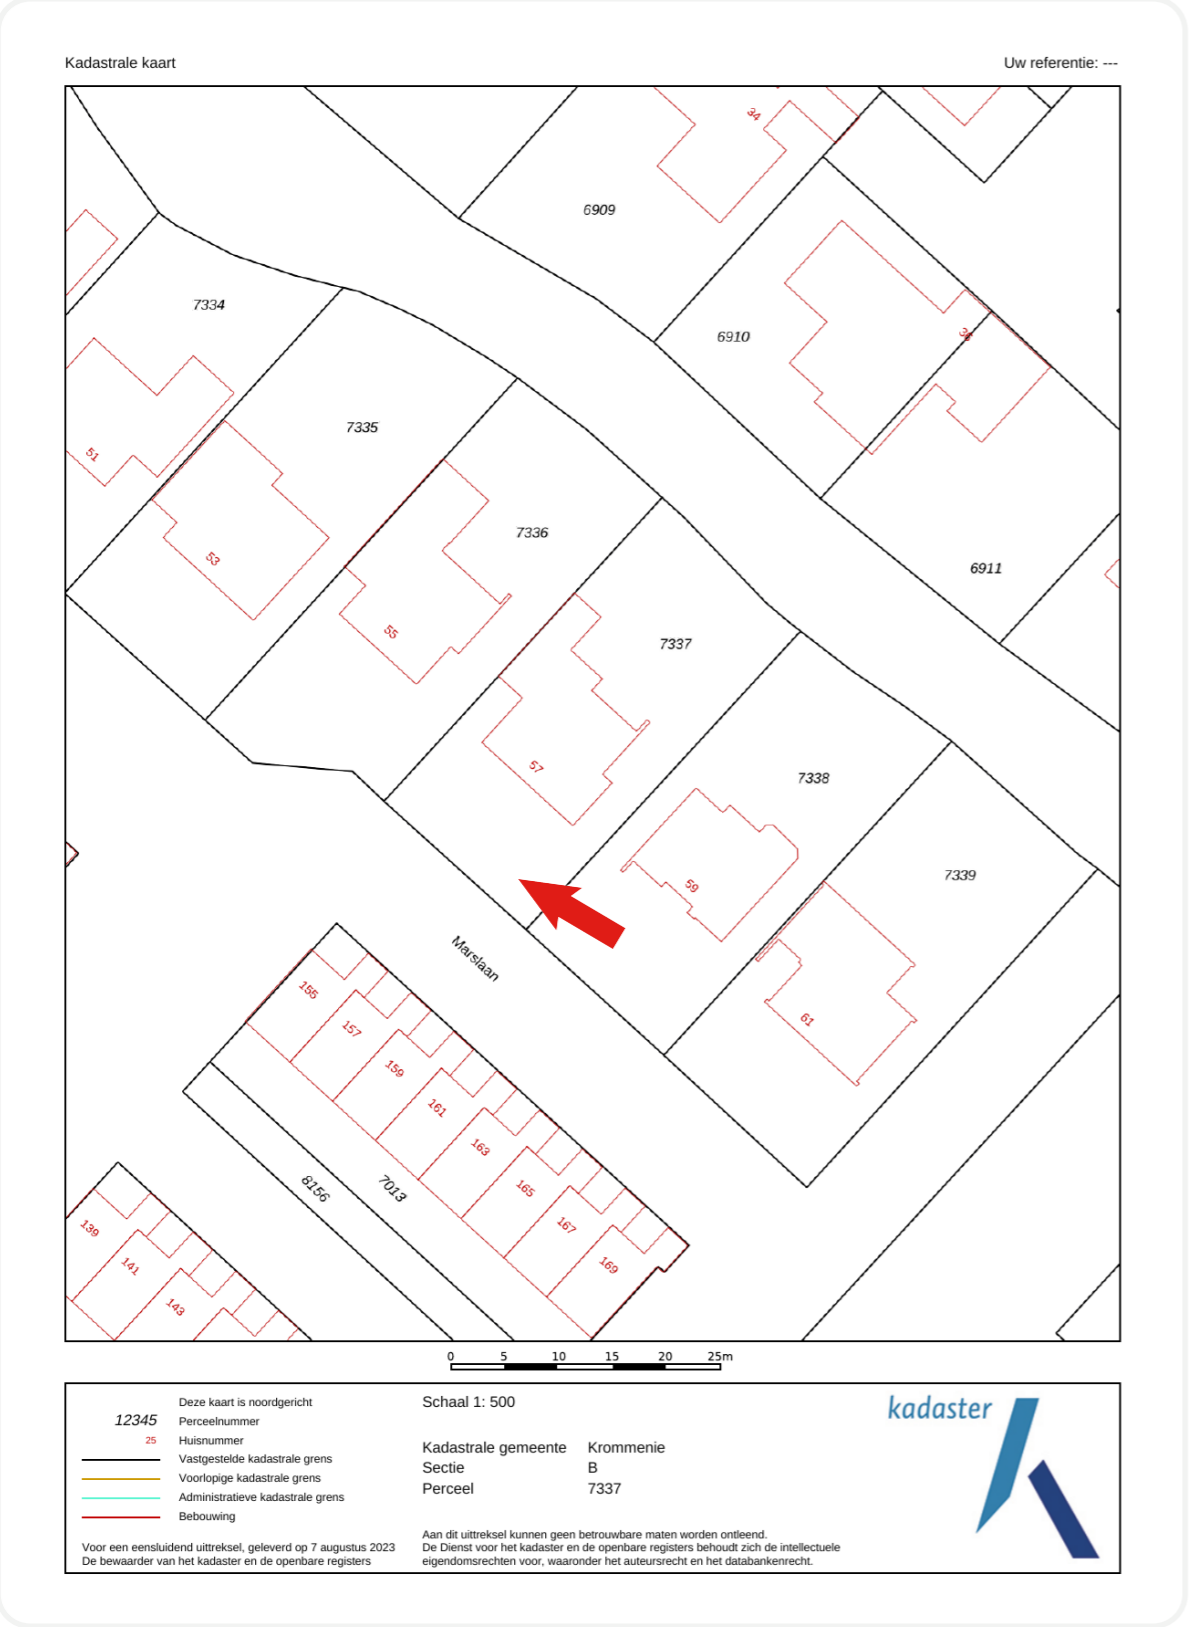 Kadastrale kaart
Uw referentie: ---
34
6909
7334
6910
36
7335
51
7336
53
6911
55
7337
57
7338
59
7339
Marslaan
155
61
157
159
161
163
8156
7013
165
139
167
141
169
143
0 5 10 15 20 25m
Deze kaart is noordgericht
12345 Perceelnummer
25 Huisnummer
Vastgestelde kadastrale grens
Voorlopige kadastrale grens
Administratieve kadastrale grens
Bebouwing
Voor een eensluidend uittreksel, geleverd op 7 augustus 2023
De bewaarder van het kadaster en de openbare registers
Schaal 1: 500
Kadastrale gemeente Krommenie
Sectie B
Perceel 7337
Aan dit uittreksel kunnen geen betrouwbare maten worden ontleend.
De Dienst voor het kadaster en de openbare registers behoudt zich de intellectuele
eigendomsrechten voor, waaronder het auteursrecht en het databankenrecht.
kadaster